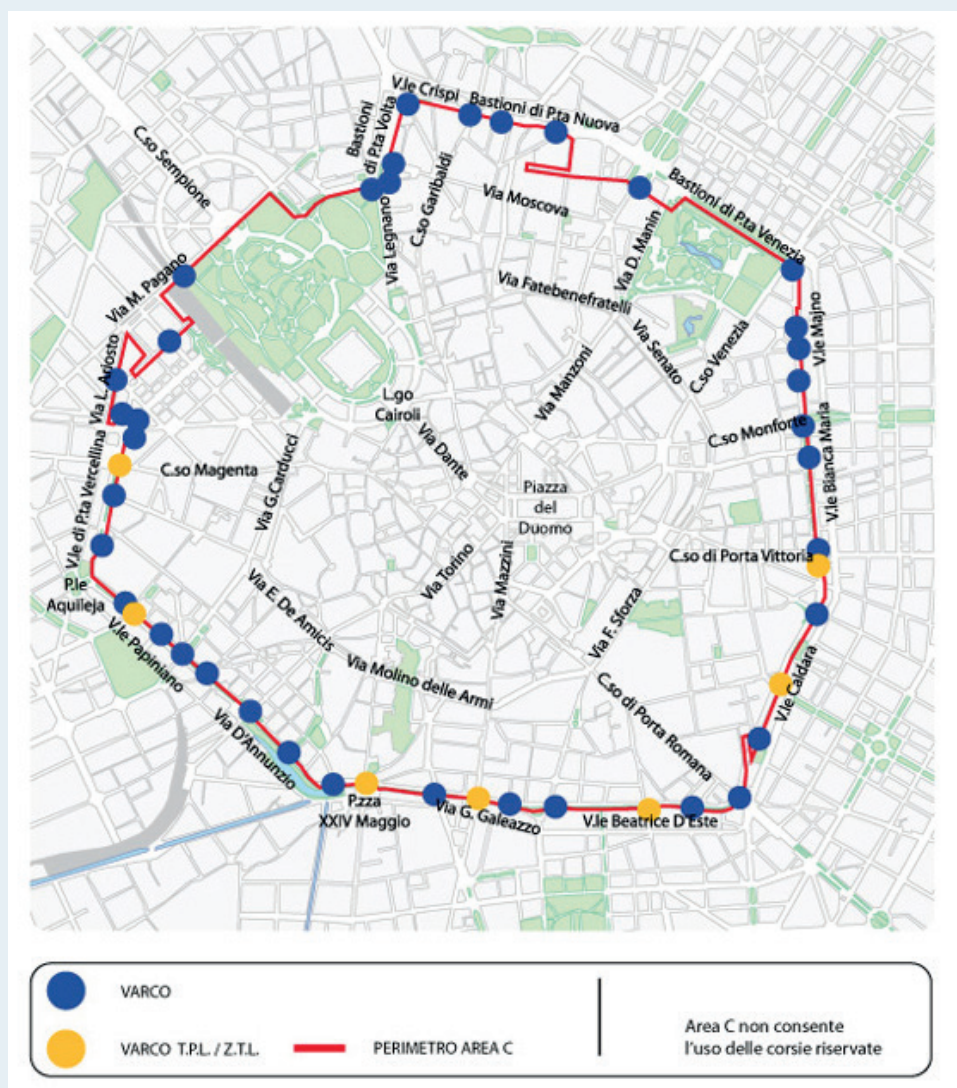 V.le Crispi
Bastioni di P.ta Nuova
Bastioni
di P.ta Volta
C.so Sempione
C.so Garibaldi
Via Legnano
Via Moscova
Bastioni di P.ta Venezia
Via D. Manin
Via M. Pagano
Via Fatebenefratelli
Via Senato
C.so Venezia
V.le Majno
Via L. Ariosto
Via Manzoni
L.go
Cairoli
Via Dante
C.so Monforte
V.le Bianca Maria
V.le di P.ta Vercellina
C.so Magenta
Via G.Carducci
Piazza
del
Duomo
C.so di Porta Vittoria
P.le
Aquileja
Via Torino
Via Mazzini
Via E. De Amicis
Via F. Sforza
V.le Papiniano
Via Molino delle Armi
V.le Caldara
C.so di Porta Romana
Via D'Annunzio
P.zza
XXIV Maggio
Via G. Galeazzo
V.le Beatrice D'Este
VARCO
VARCO T.P.L. / Z.T.L.
PERIMETRO AREA C
Area C non consente
l'uso delle corsie riservate